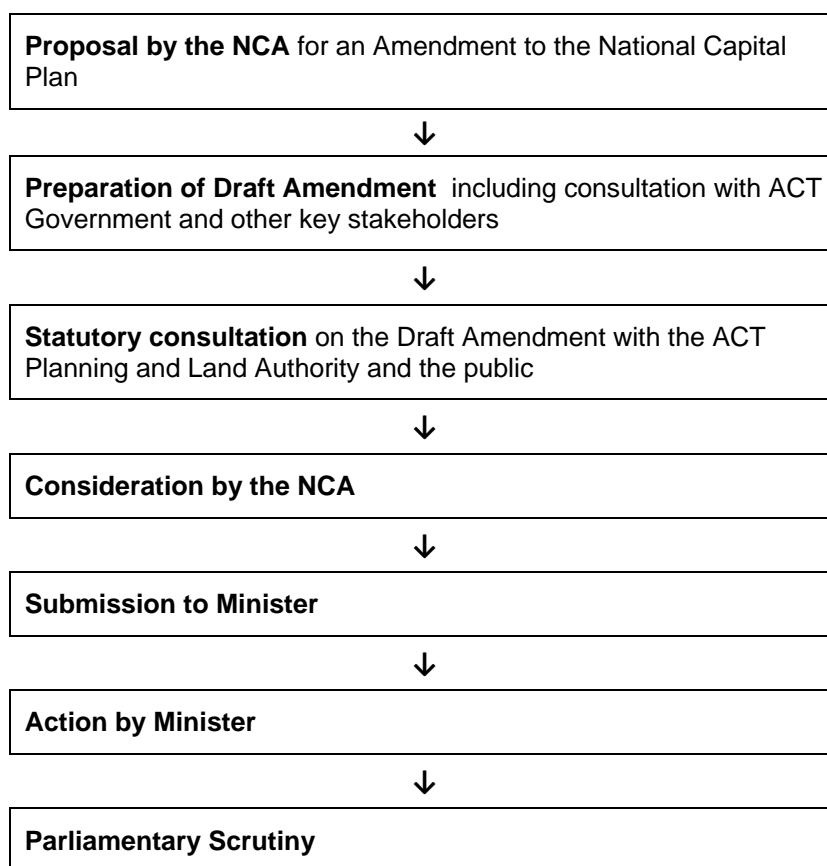 Proposal by the NCA for an Amendment to the National Capital
Plan
↓
Preparation of Draft Amendment including consultation with ACT
Government and other key stakeholders
↓
Statutory consultation on the Draft Amendment with the ACT
Planning and Land Authority and the public
↓
Consideration by the NCA
↓
Submission to Minister
↓
Action by Minister
↓
Parliamentary Scrutiny